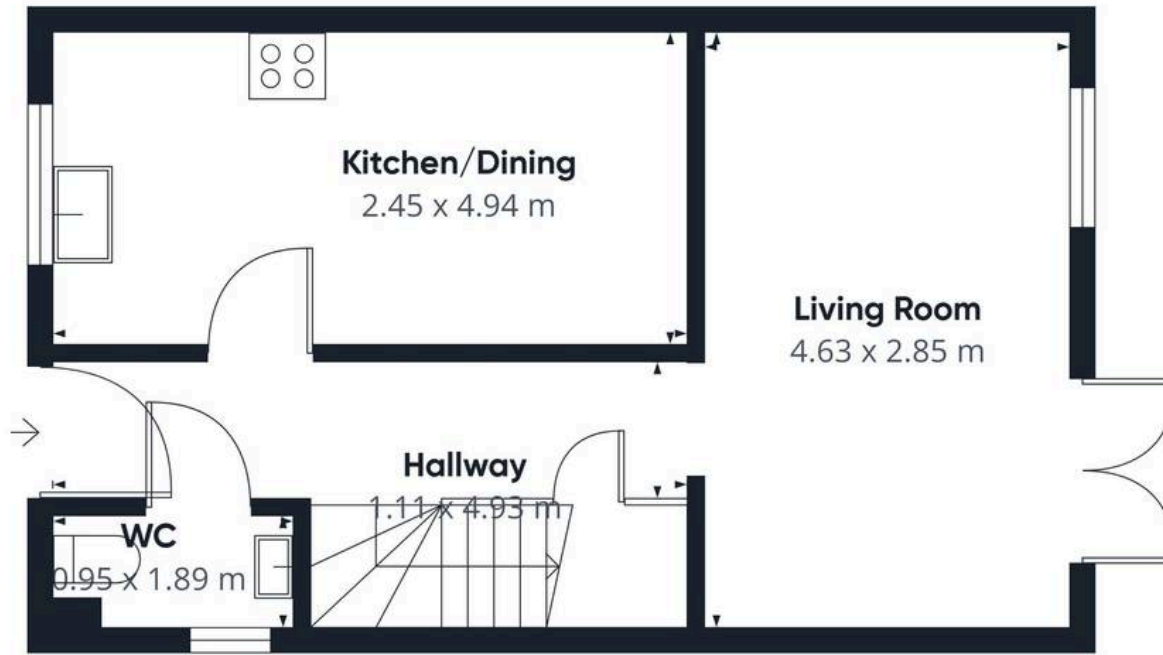 Kitchen/Dining
2.45 x 4.94 m
Living Room
4.63 x 2.85 m
Hallway
1.11 x 4.93 m
WC
0.95 x 1.89 m